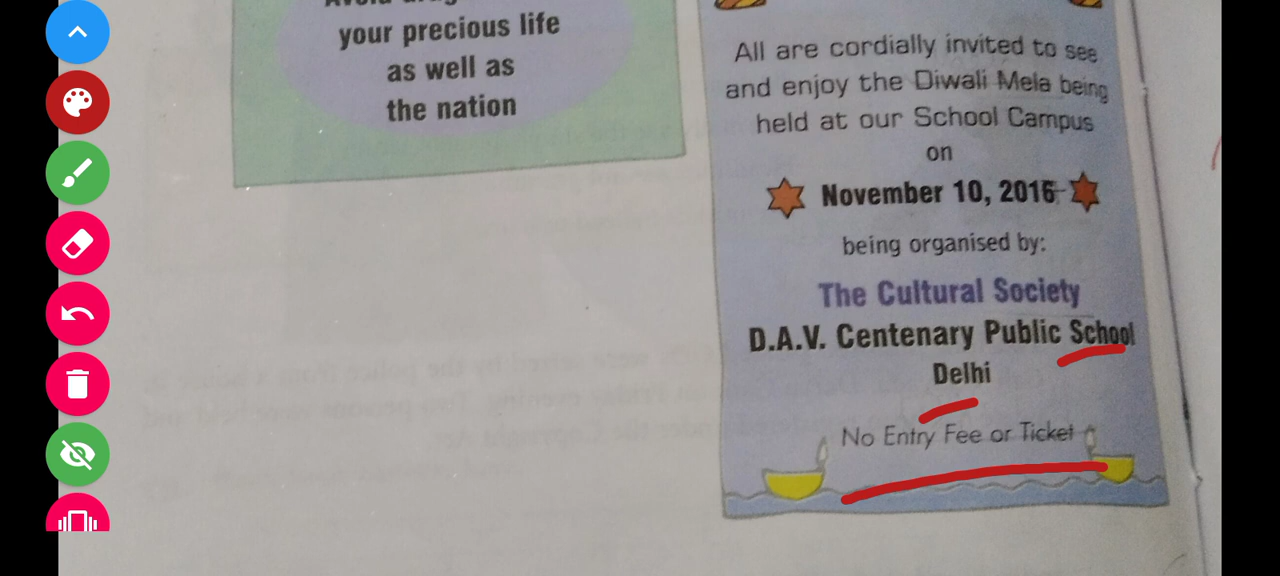 your precious life
as well as
the nation
All are cordially invited to see
and enjoy the Diwali Mela being
held at our School Campus
on
November 10, 2016
being organised by:
The Cultural Society
D.A.V. Centenary Public School
Delhi
No Entry Fee or Ticket